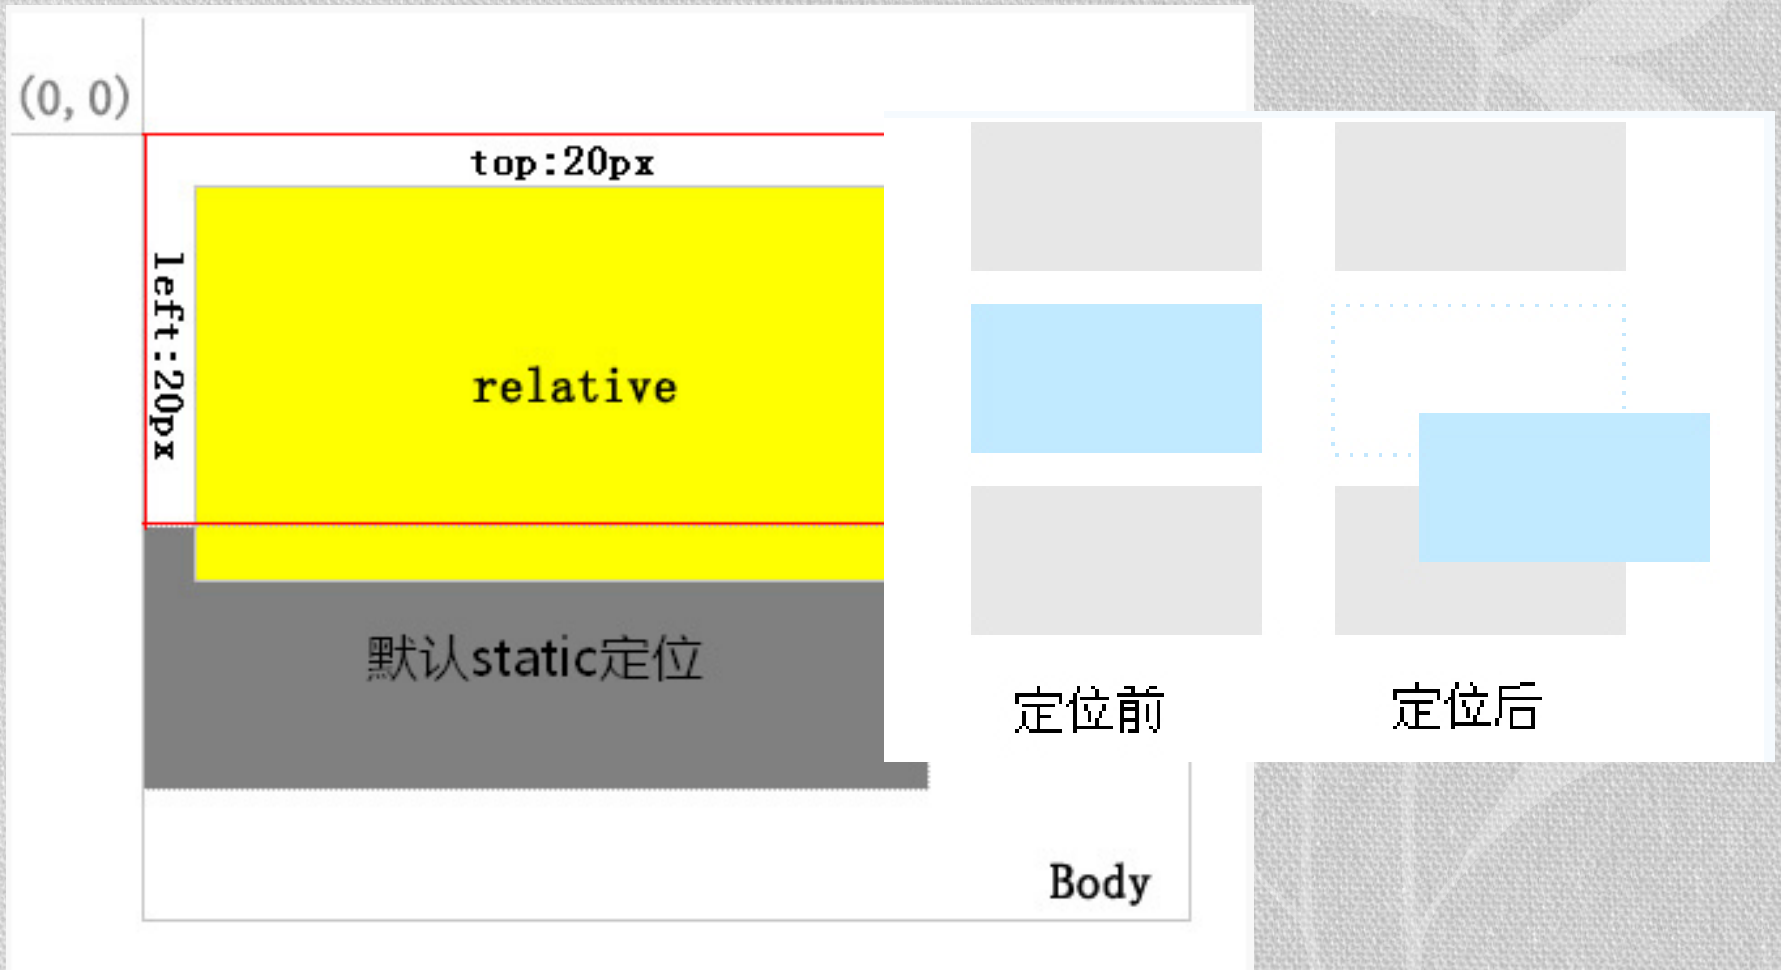 (0, 0)
top:20px
left:20px
relative
默认static定位
定位前
定位后
Body